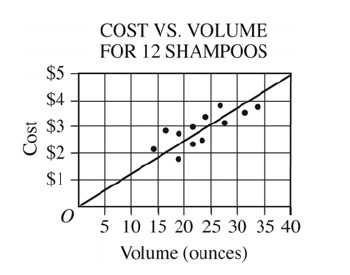 COST VS. VOLUME
FOR 12 SHAMPOOS
$5
$4
$3
$2
$1
Cost
O
5 10 15 20 25 30 35 40
Volume (ounces)